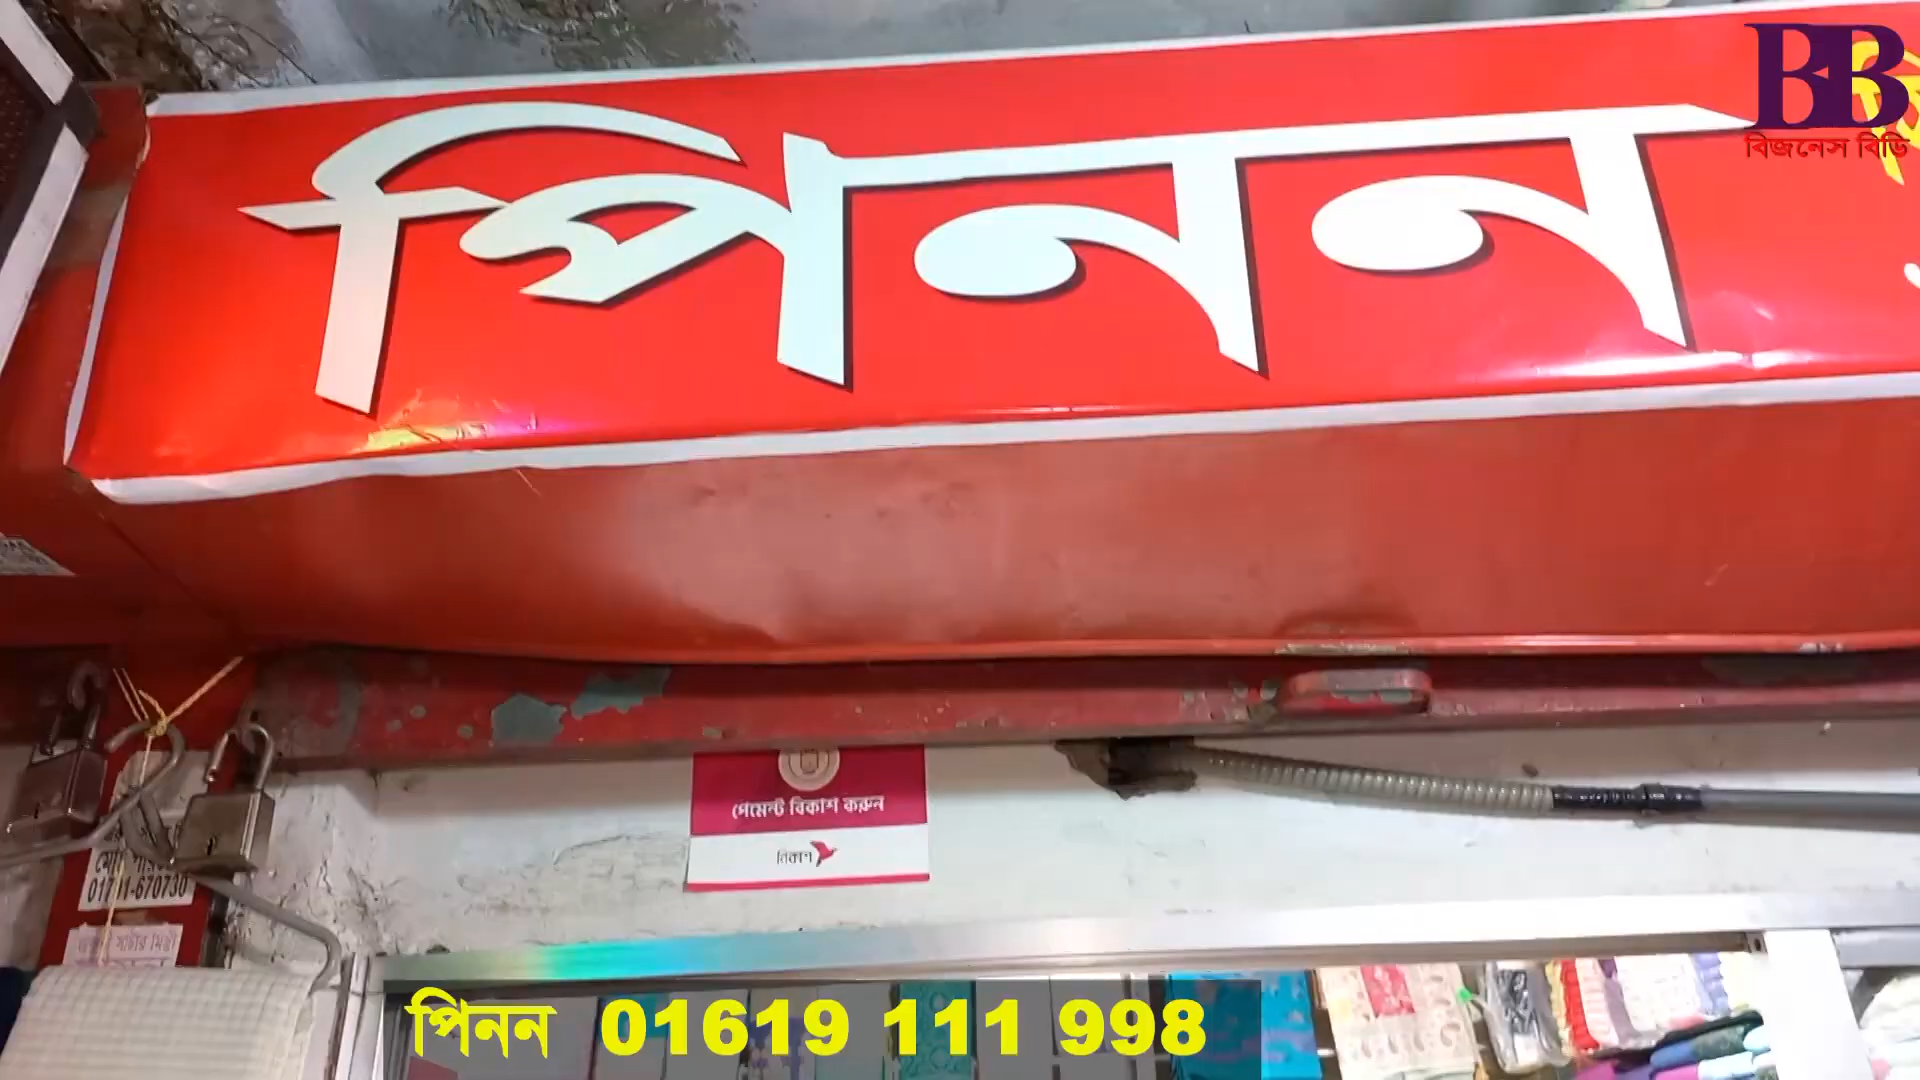 পিনন
BB
বিজনেস বিডি
পেমেন্ট বিকাশ করুন
বিকাশ
পিনন 01619 111 998